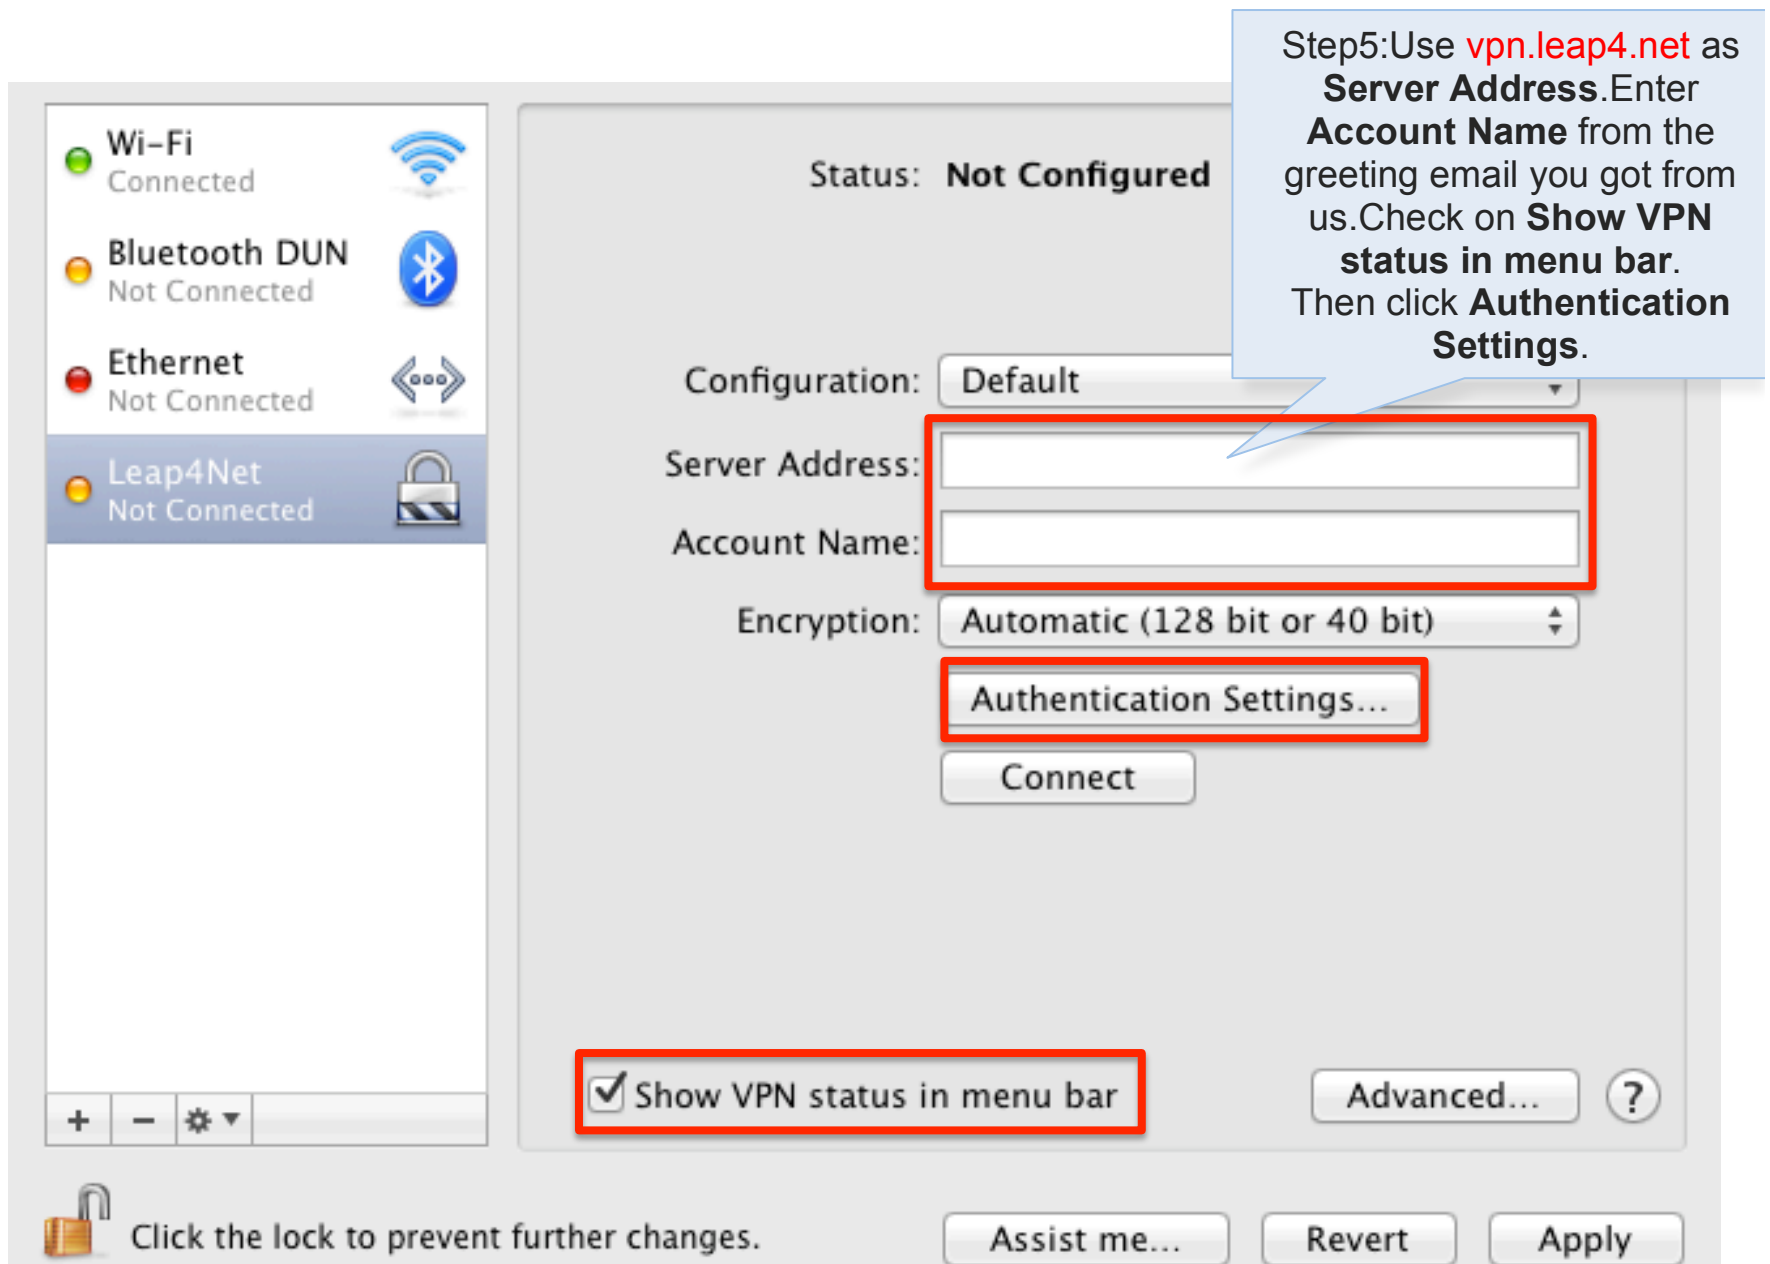 Step5:Use vpn.leap4.net as
Server Address.Enter
Account Name from the
greeting email you got from
us.Check on Show VPN
status in menu bar.
Then click Authentication
Settings.
Wi-Fi
Connected
Bluetooth DUN
Not Connected
Ethernet
Not Connected
Leap4Net
Not Connected
Status: Not Configured
Configuration: Default
Server Address:
Account Name:
Encryption: Automatic (128 bit or 40 bit)
Authentication Settings...
Connect
Show VPN status in menu bar
Advanced... ?
Click the lock to prevent further changes.
Assist me... Revert Apply